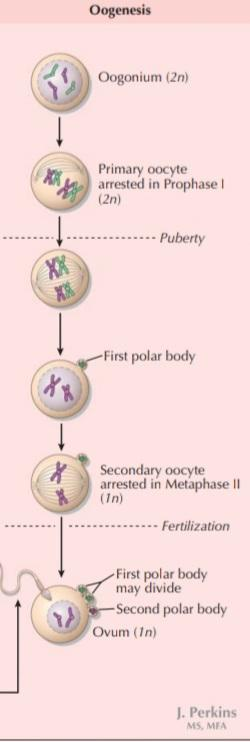 Oogenesis
Oogonium (2n)
Primary oocyte
arrested in Prophase I
(2n)
Puberty
First polar body
Secondary oocyte
arrested in Metaphase II
(1n)
Fertilization
First polar body
may divide
Second polar body
Ovum (1n)
J. Perkins
MS, MFA